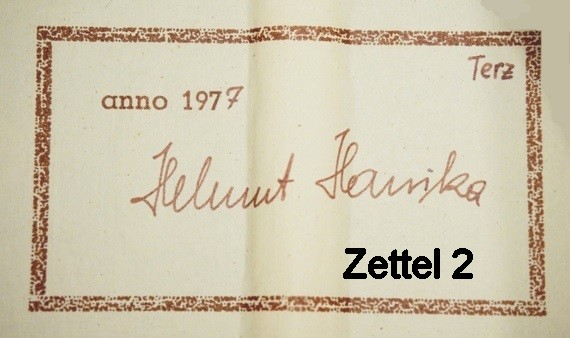 Terz
anno 1977
Helmut Hanika
Zettel 2